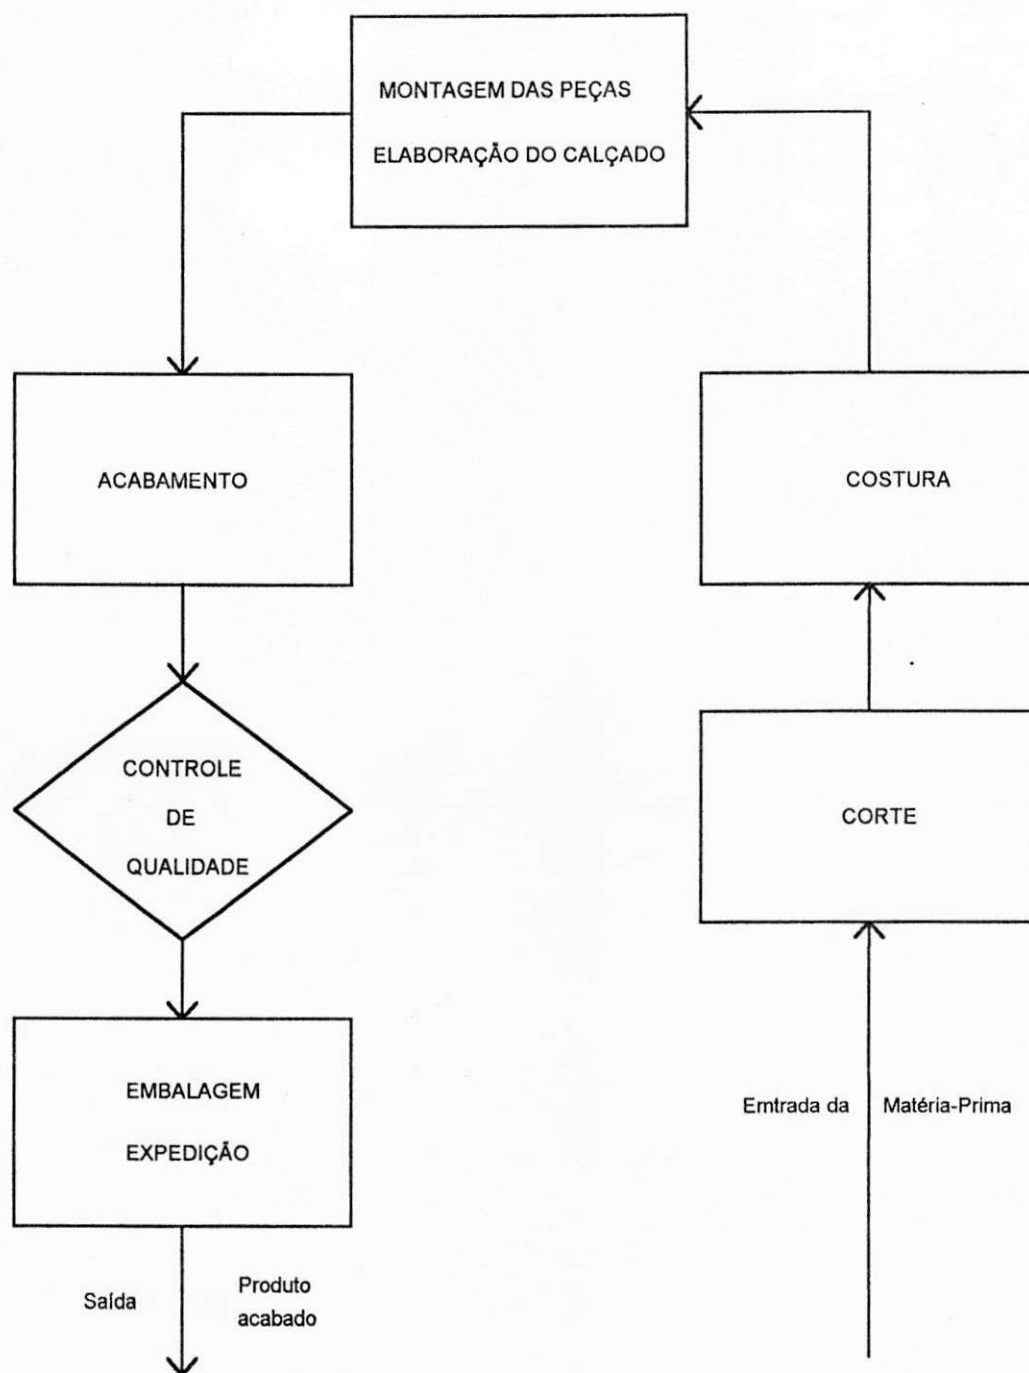 MONTAGEM DAS PEÇAS
ELABORAÇÃO DO CALÇADO
ACABAMENTO
COSTURA
CONTROLE
DE
QUALIDADE
CORTE
EMBALAGEM
EXPEDIÇÃO
Emtrada da Matéria-Prima
Saída
Produto
acabado